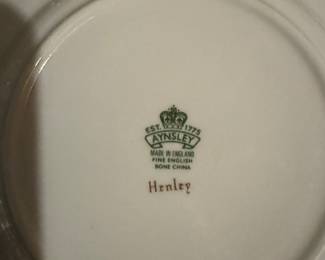 EST. 1775
AYNSLEY
MADE IN ENGLAND
FINE ENGLISH
BONE CHINA
Henley